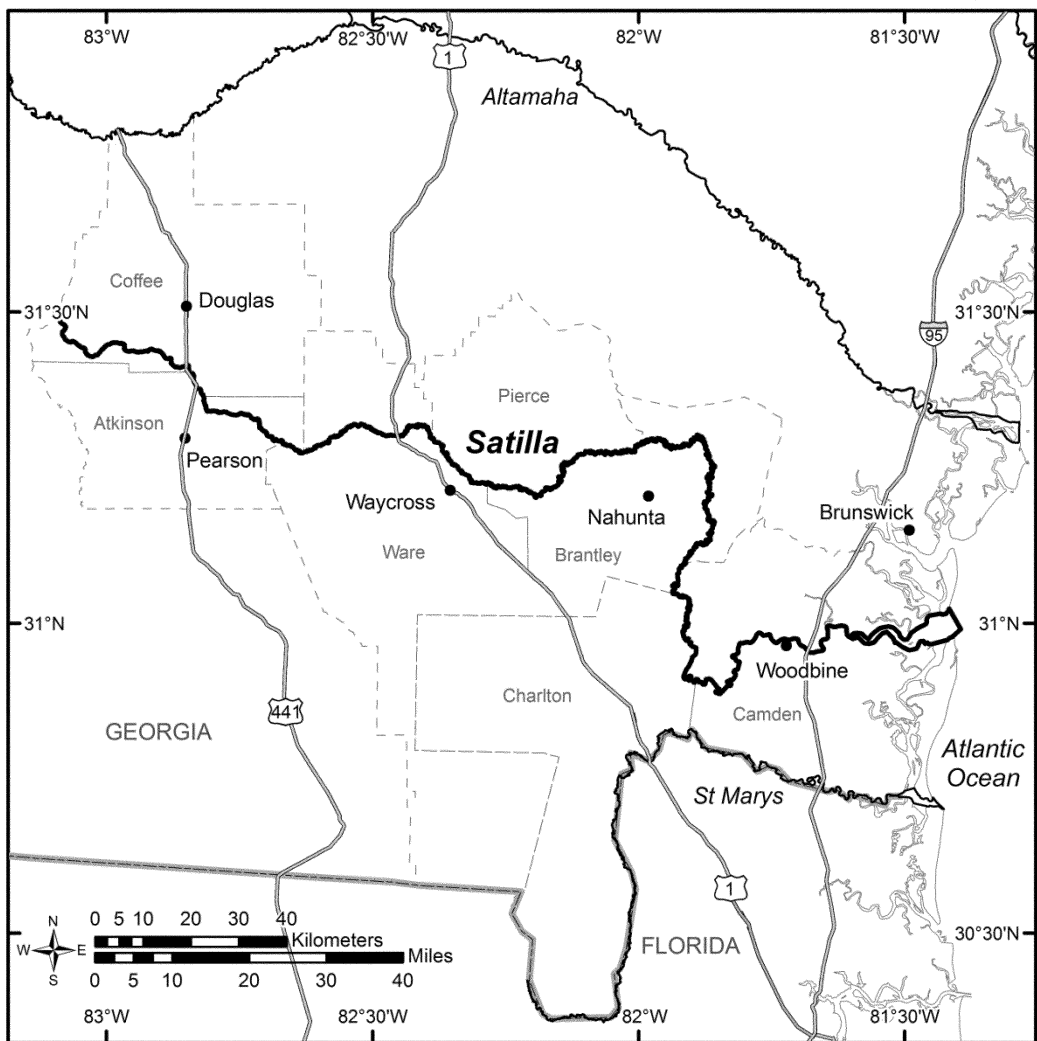 83°W
82°30'W
82°W
81°30'W
1
Altamaha
Coffee
Douglas
31°30'N
31°30'N
95
Pierce
Atkinson
Satilla
Pearson
Waycross
Nahunta
Brunswick
Ware
Brantley
31°N
31°N
Woodbine
Charlton
441
Camden
GEORGIA
Atlantic
Ocean
St Marys
1
N
W E
S
0 5 10 20 30 40
Kilometers
Miles
0 5 10 20 30 40
FLORIDA
30°30'N
83°W
82°30'W
82°W
81°30'W